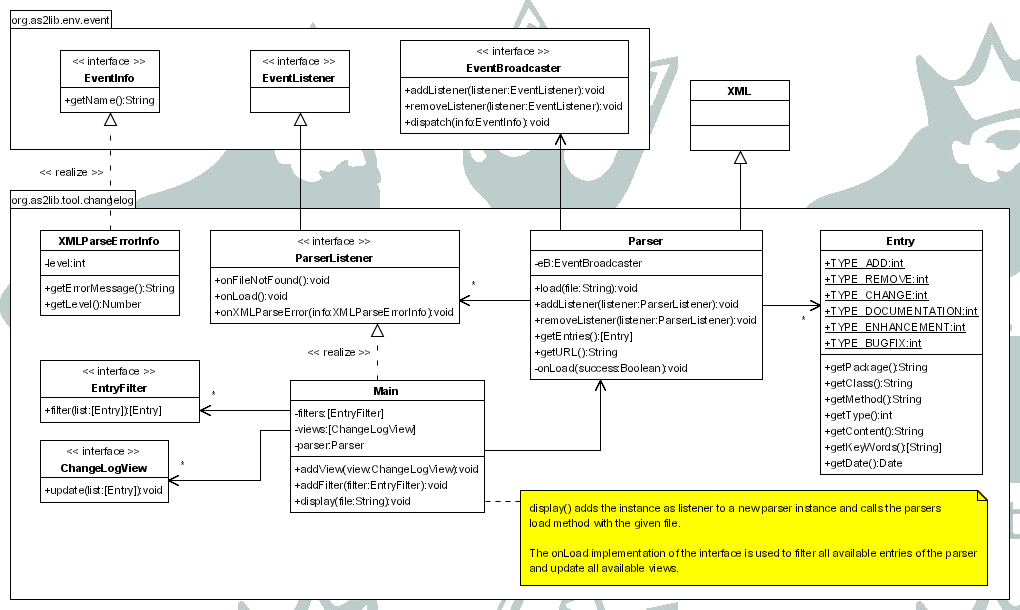 org.as2lib.env.event
<< interface >>
EventInfo
+getName():String
<< interface >>
EventListener
<< interface >>
EventBroadcaster
+addListener(listener:EventListener):void
+removeListener(listener:EventListener):void
+dispatch(info:EventInfo):void
XML
<< realize >>
org.as2lib.tool.changelog
XMLParseErrorInfo
-level:int
+getErrorMessage():String
+getLevel():Number
<< interface >>
ParserListener
+onFileNotFound():void
+onLoad():void
+onXMLParseError(info:XMLParseErrorInfo):void
*
Parser
-eB:EventBroadcaster
+load(file:String):void
+addListener(listener:ParserListener):void
+removeListener(listener:ParserListener):void
+getEntries():[Entry]
+getURL():String
-onLoad(success:Boolean):void
*
Entry
+TYPE_ADD:int
+TYPE_REMOVE:int
+TYPE_CHANGE:int
+TYPE_DOCUMENTATION:int
+TYPE_ENHANCEMENT:int
+TYPE_BUGFIX:int
+getPackage():String
+getClass():String
+getMethod():String
+getType():int
+getContent():String
+getKeyWords():[String]
+getDate():Date
<< realize >>
<< interface >>
EntryFilter
+filter(list:[Entry]):[Entry]
*
<< interface >>
ChangeLogView
+update(list:[Entry]):void
*
Main
-filters:[EntryFilter]
-views:[ChangeLogView]
-parser:Parser
+addView(view:ChangeLogView):void
+addFilter(filter:EntryFilter):void
+display(file:String):void
display() adds the instance as listener to a new parser instance and calls the parsers
load method with the given file.
The onLoad implementation of the interface is used to filter all available entries of the parser
and update all available views.